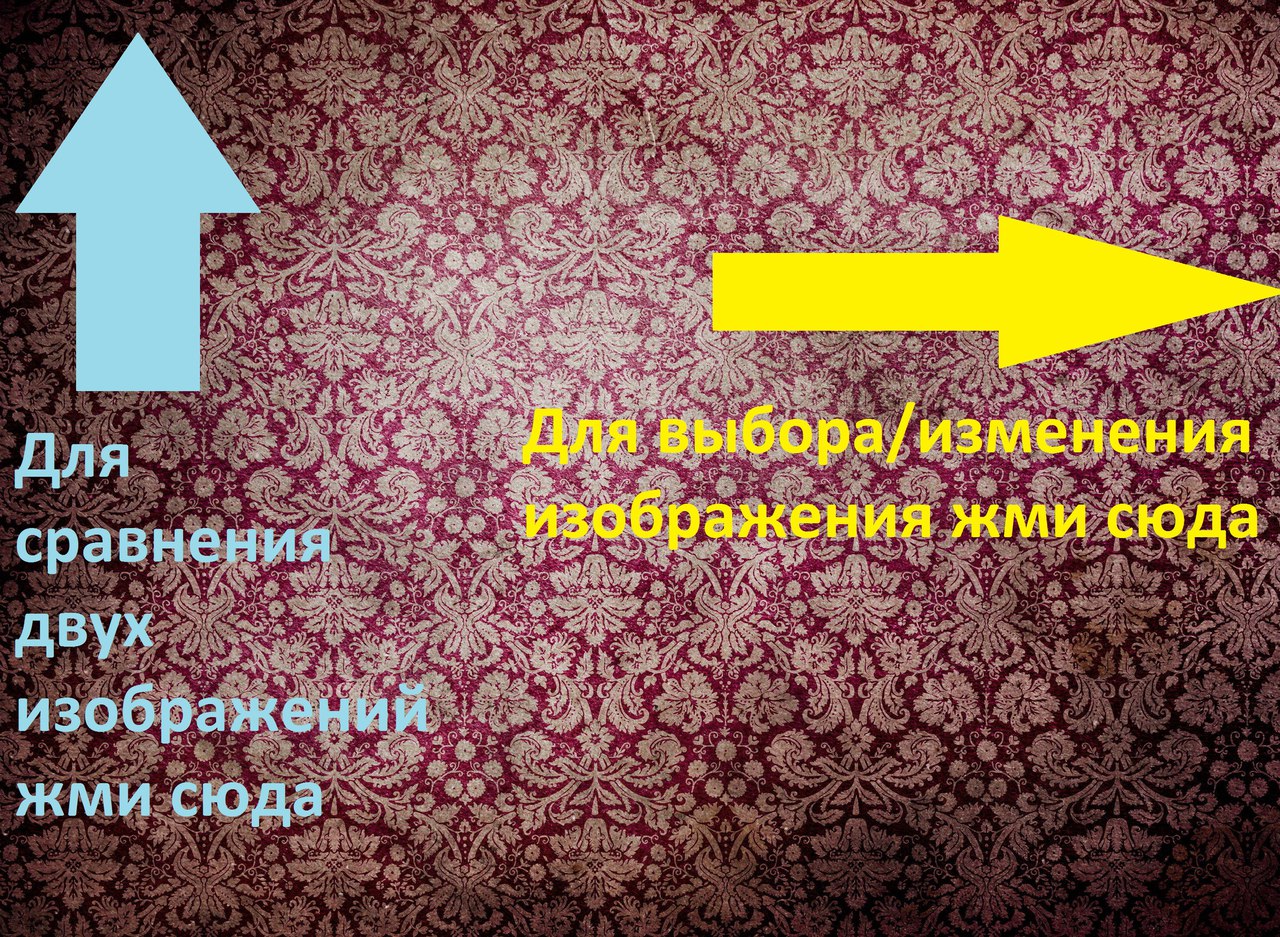 Для
сравнения
двух
изображений
жми сюда
Для выбора/изменения
изображения жми сюда